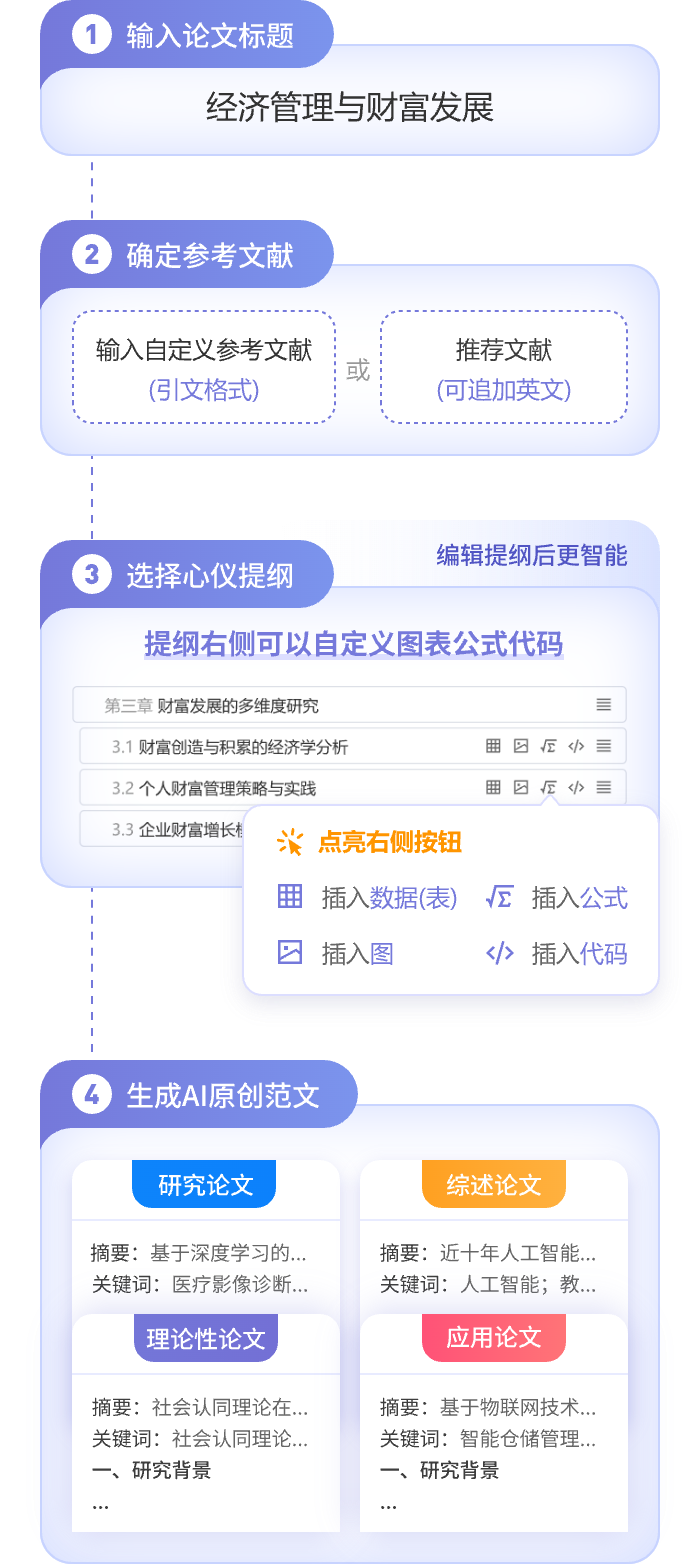 1 输入论文标题
经济管理与财富发展
2 确定参考文献
输入自定义参考文献
(引文格式)
或
推荐文献
(可追加英文)
编辑提纲后更智能
3 选择心仪提纲
提纲右侧可以自定义图表公式代码
第三章 财富发展的多维度研究
3.1 财富创造与积累的经济学分析
3.2 个人财富管理策略与实践
3.3 企业财富增长
点亮右侧按钮
插入数据(表)
插入公式
插入图
插入代码
4 生成AI原创范文
研究论文
摘要：基于深度学习的...
关键词：医疗影像诊断...
综述论文
摘要：近十年人工智能...
关键词：人工智能；教...
理论性论文
摘要：社会认同理论在...
关键词：社会认同理论...
一、研究背景
...
应用论文
摘要：基于物联网技术...
关键词：智能仓储管理...
一、研究背景
...